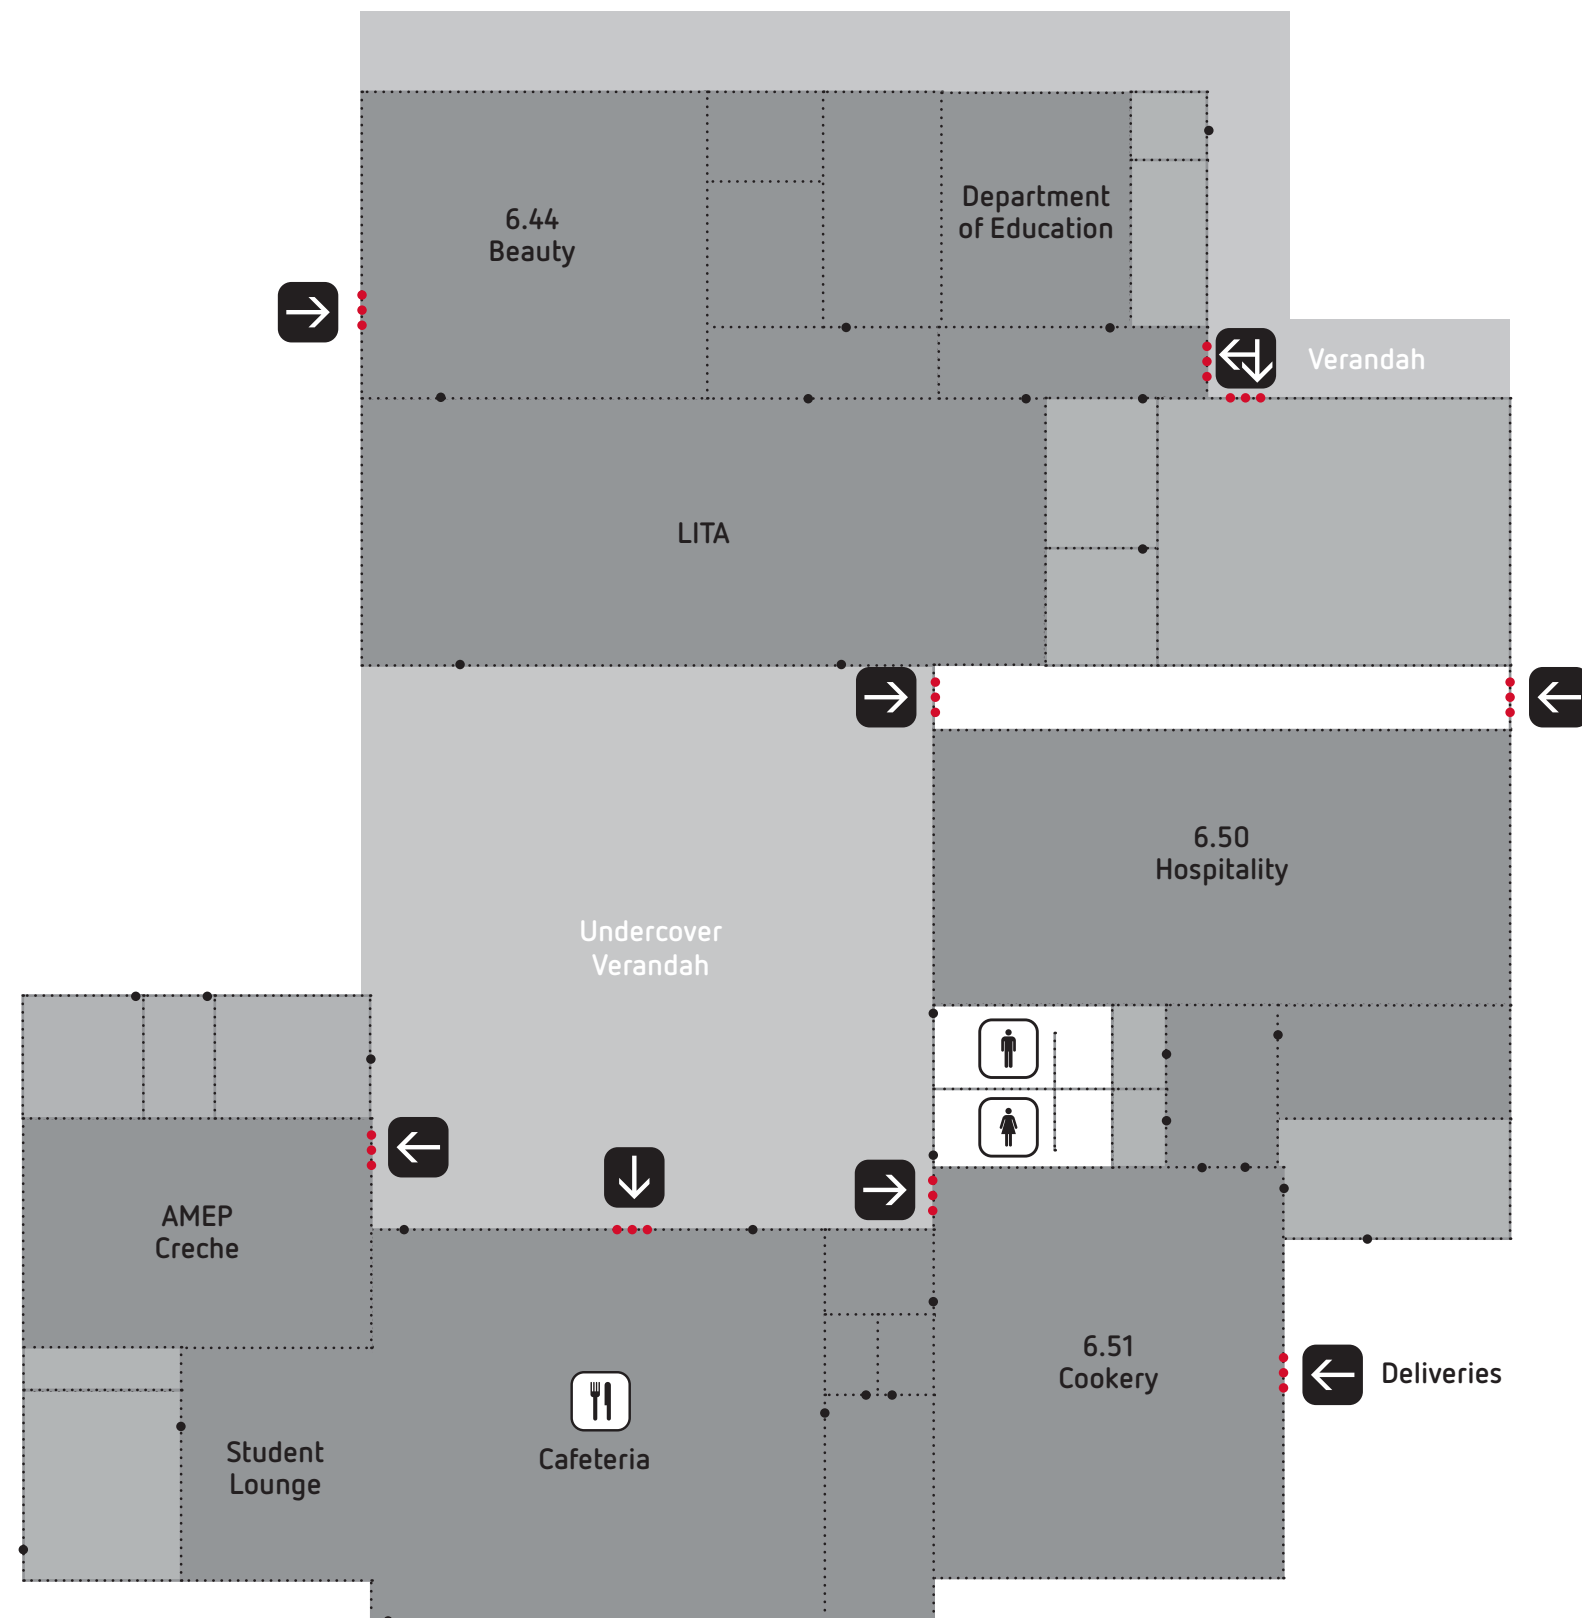 Department
of Education
6.44
Beauty
Verandah
LITA
6.50
Hospitality
Undercover
Verandah
AMEP
Creche
6.51
Cookery
Deliveries
Student
Lounge
Cafeteria